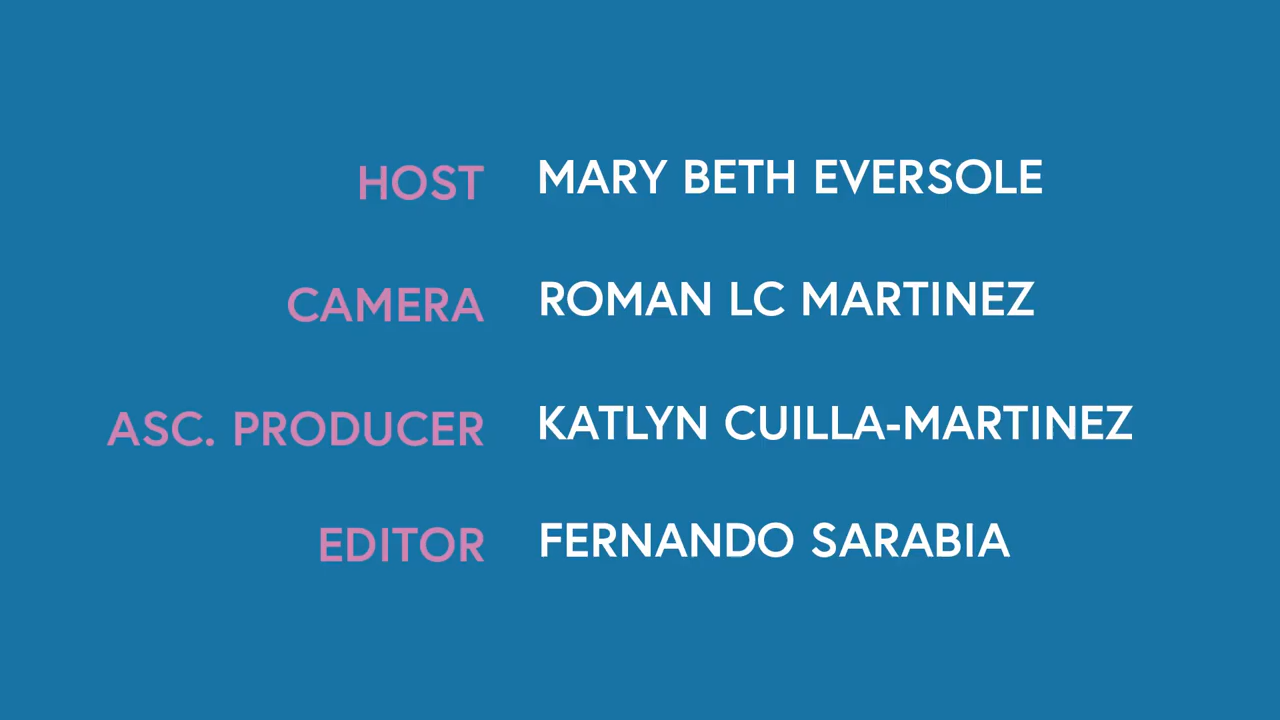 HOST MARY BETH EVERSOLE
CAMERA ROMAN LC MARTINEZ
ASC. PRODUCER KATLYN CUILLA-MARTINEZ
EDITOR FERNANDO SARABIA